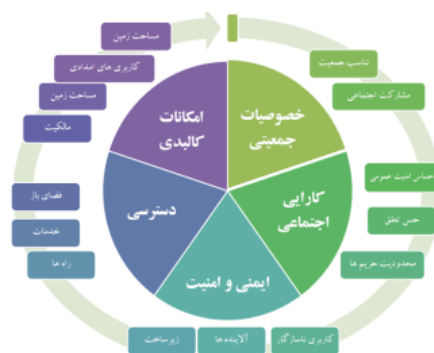 مساحت زمین
کاربری های امدادی
مساحت زمین
مالکیت
فضای باز
خدمات
راه ها
زیرساخت
آلاینده ها
کاربری ناسازگار
محدودیت حریم ها
حس تعلق
احساس امنیت عمومی
مشارکت اجتماعی
تناسب جمعیت
خصوصیات
جمعیتی
کارایی
اجتماعی
ایمنی و امنیت
دسترسی
امکانات
کالبدی